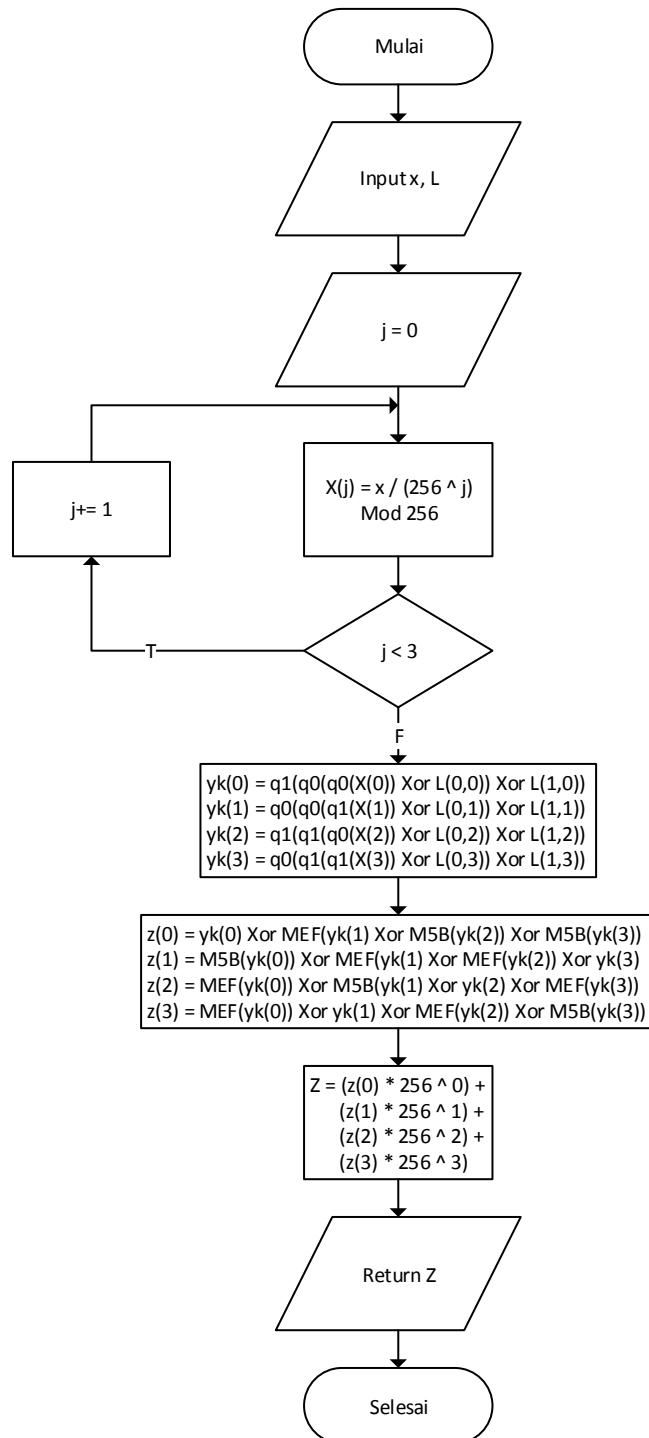 Mulai
Input x, L
j = 0
X(j) = x / (256 ^ j)
Mod 256
j+= 1
j < 3
T
F
yk(0) = q1(q0(q0(X(0)) Xor L(0,0)) Xor L(1,0))
yk(1) = q0(q0(q1(X(1)) Xor L(0,1)) Xor L(1,1))
yk(2) = q1(q1(q0(X(2)) Xor L(0,2)) Xor L(1,2))
yk(3) = q0(q1(q1(X(3)) Xor L(0,3)) Xor L(1,3))
z(0) = yk(0) Xor MEF(yk(1) Xor M5B(yk(2)) Xor M5B(yk(3))
z(1) = M5B(yk(0)) Xor MEF(yk(1) Xor MEF(yk(2)) Xor yk(3)
z(2) = MEF(yk(0)) Xor M5B(yk(1) Xor yk(2) Xor MEF(yk(3))
z(3) = MEF(yk(0)) Xor yk(1) Xor MEF(yk(2)) Xor M5B(yk(3))
Z = (z(0) * 256 ^ 0) +
(z(1) * 256 ^ 1) +
(z(2) * 256 ^ 2) +
(z(3) * 256 ^ 3)
Return Z
Selesai